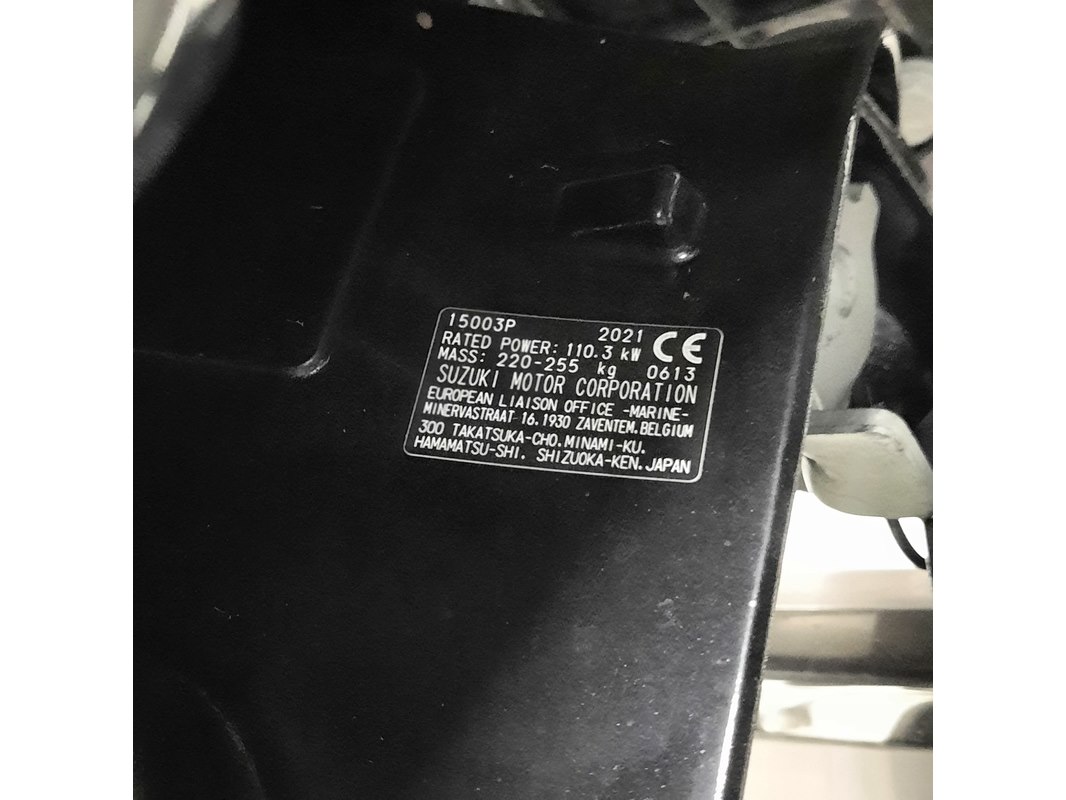 15003P 2021 CE
RATED POWER: 110.3 kW
MASS: 220-255 kg 0613
SUZUKI MOTOR CORPORATION
EUROPEAN LIAISON OFFICE -MARINE-
MINERVASTRAAT 16.1930 ZAVENTEM.BELGIUM
300 TAKATSUKA-CHO.MINAMI-KU.
HAMAMATSU-SHI. SHIZUOKA-KEN.JAPAN